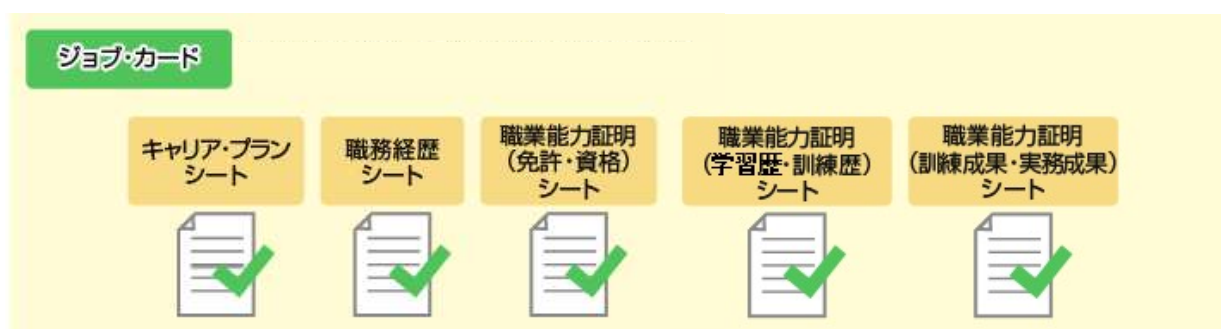 ジョブ・カード
キャリア・プラン
シート
職務経歴
シート
職業能力証明
(免許・資格)
シート
職業能力証明
(学習歴・訓練歴)
シート
職業能力証明
(訓練成果・実務成果)
シート